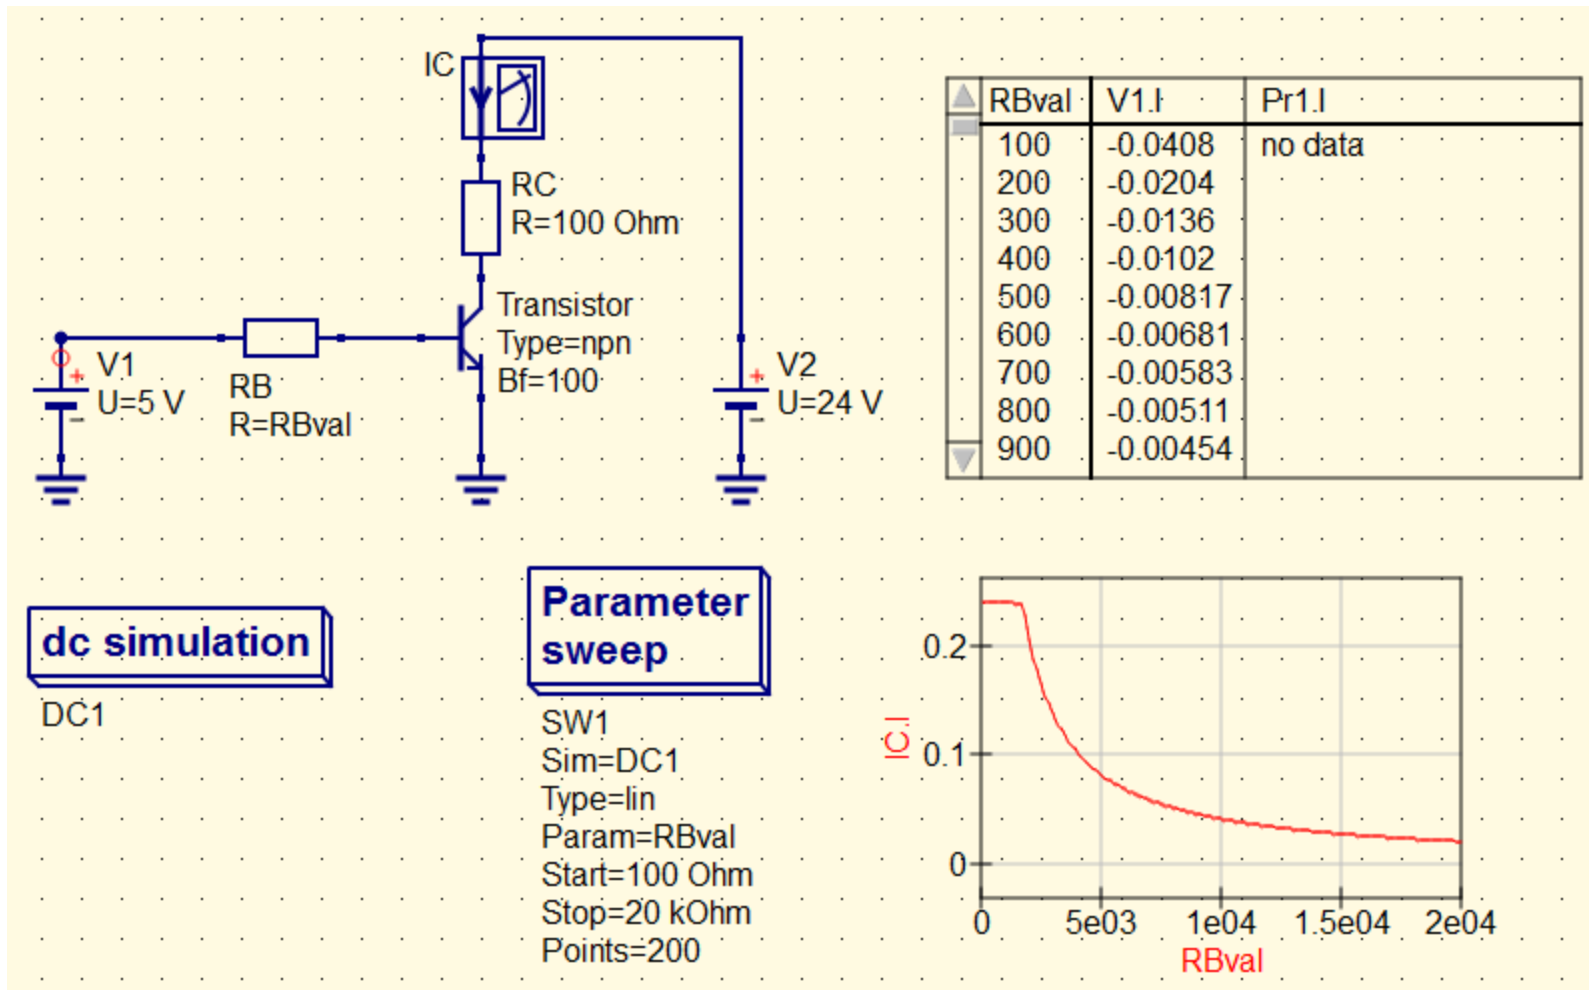 IC
RC
R=100 Ohm
Transistor
Type=npn
Bf=100
V1
U=5 V
RB
R=RBval
V2
U=24 V
+
−
+
−
RBval V1.I Pr1.I
100 -0.0408 no data
200 -0.0204
300 -0.0136
400 -0.0102
500 -0.00817
600 -0.00681
700 -0.00583
800 -0.00511
900 -0.00454
dc simulation
DC1
Parameter
sweep
SW1
Sim=DC1
Type=lin
Param=RBval
Start=100 Ohm
Stop=20 kOhm
Points=200
IC.I
0.2
0.1
0
0 5e03 1e04 1.5e04 2e04
RBval